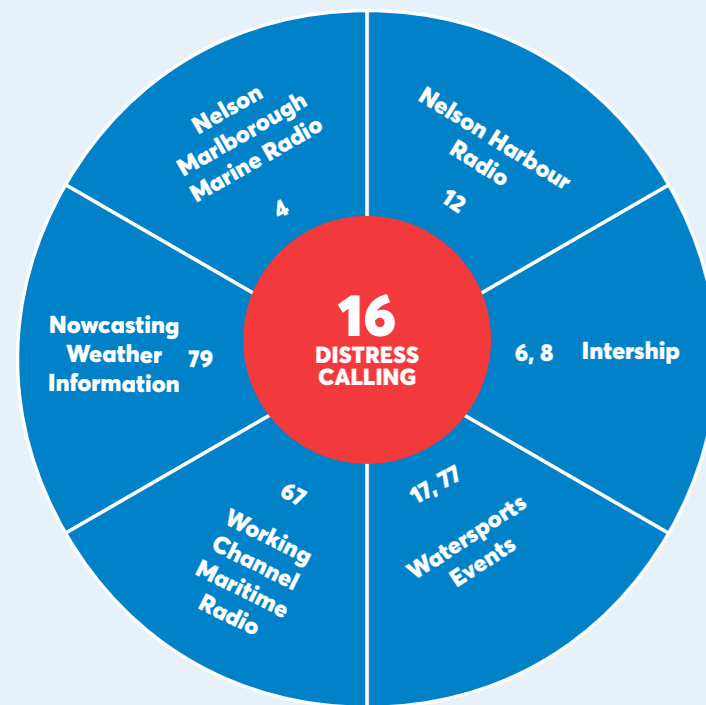 Nelson
Marlborough
Marine Radio
4
Nelson Harbour
Radio
12
Nowcasting
Weather
Information
79
16
DISTRESS
CALLING
6, 8
Intership
67
Working
Channel
Maritime
Radio
17, 77
Watersports
Events